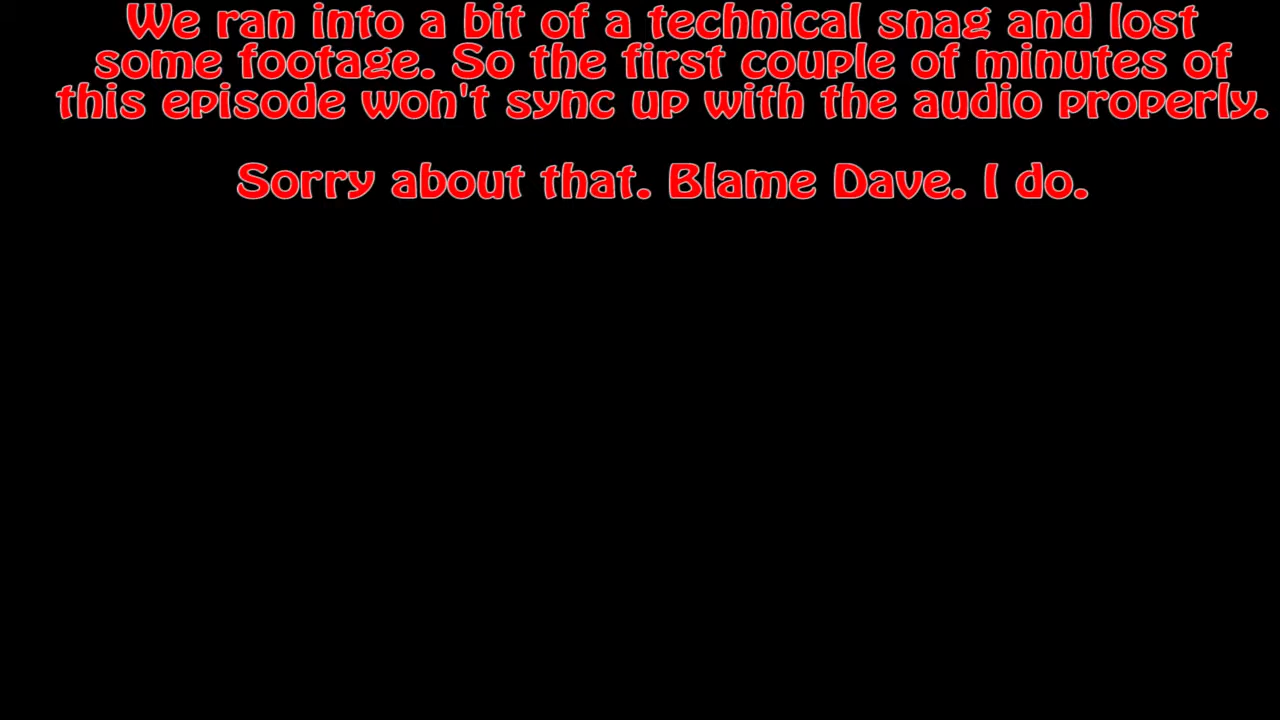 We ran into a bit of a technical snag and lost
some footage. So the first couple of minutes of
this episode won't sync up with the audio properly.
Sorry about that. Blame Dave. I do.